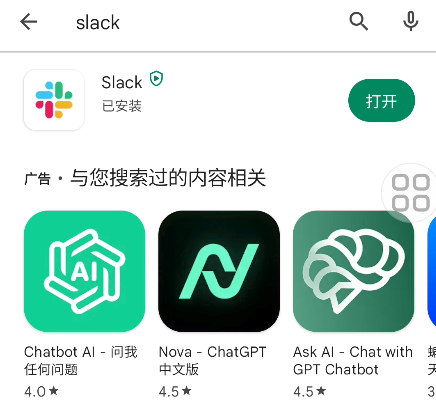 slack
Slack
已安装
打开
广告 · 与您搜索过的内容相关
AI
Chatbot AI - 问我
任何问题
4.0★
Nova - ChatGPT
中文版
4.5★
Ask AI - Chat with
GPT Chatbot
4.5★
天
3